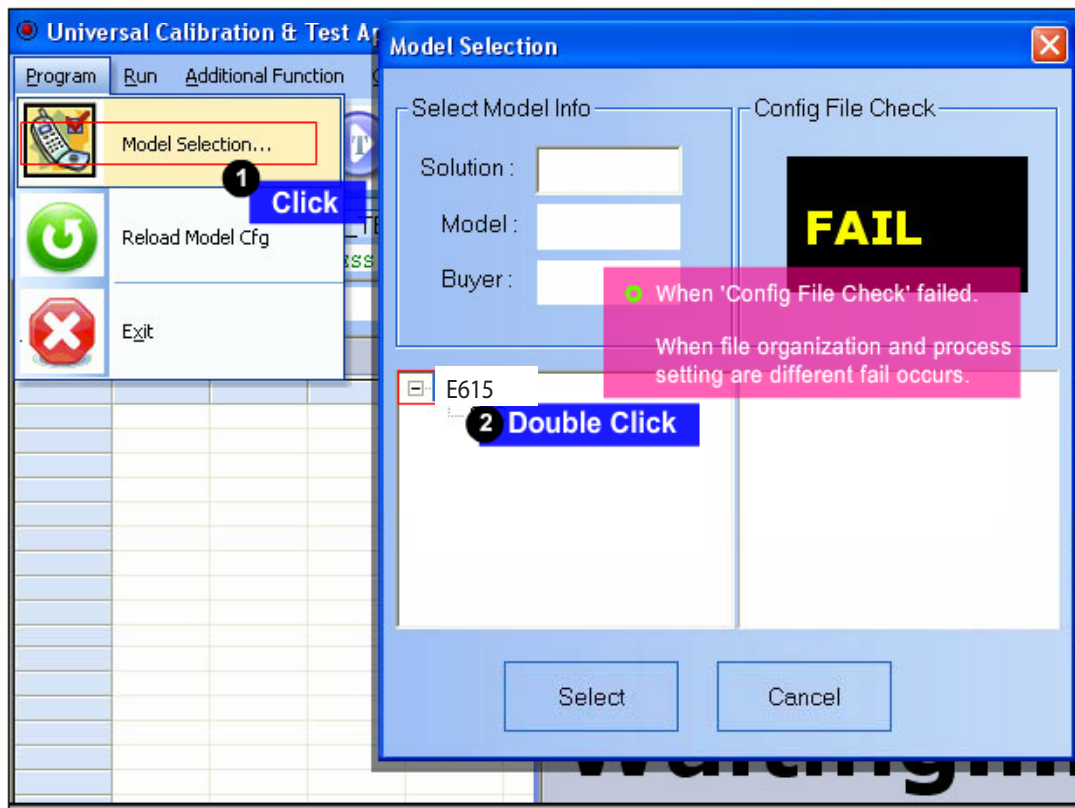 Universal Calibration & Test Ap
Program Run Additional Function
Model Selection...
1
Click
Reload Model Cfg
Exit
Model Selection
Select Model Info
Solution :
Model :
Buyer :
Config File Check
FAIL
When 'Config File Check' failed.
When file organization and process
setting are different fail occurs.
E615
2 Double Click
Select
Cancel